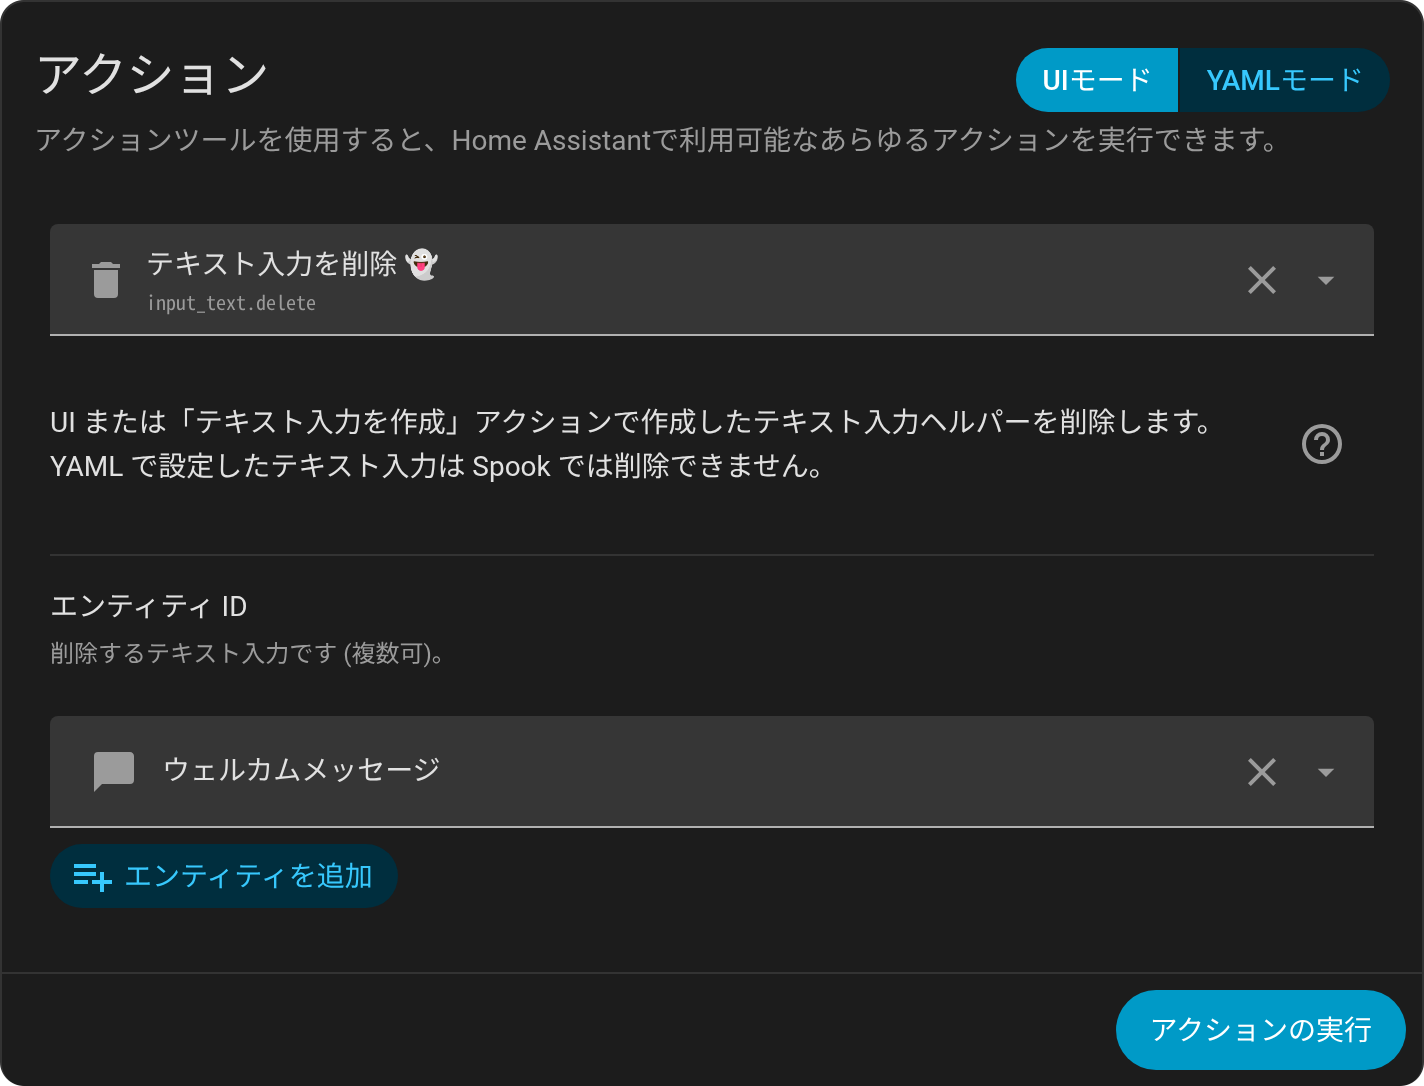 アクション
UIモード
YAMLモード
アクションツールを使用すると、Home Assistantで利用可能なあらゆるアクションを実行できます。
テキスト入力を削除 👻
input_text.delete
UI または「テキスト入力を作成」アクションで作成したテキスト入力ヘルパーを削除します。
YAML で設定したテキスト入力は Spook では削除できません。
エンティティ ID
削除するテキスト入力です (複数可)。
ウェルカムメッセージ
エンティティを追加
アクションの実行